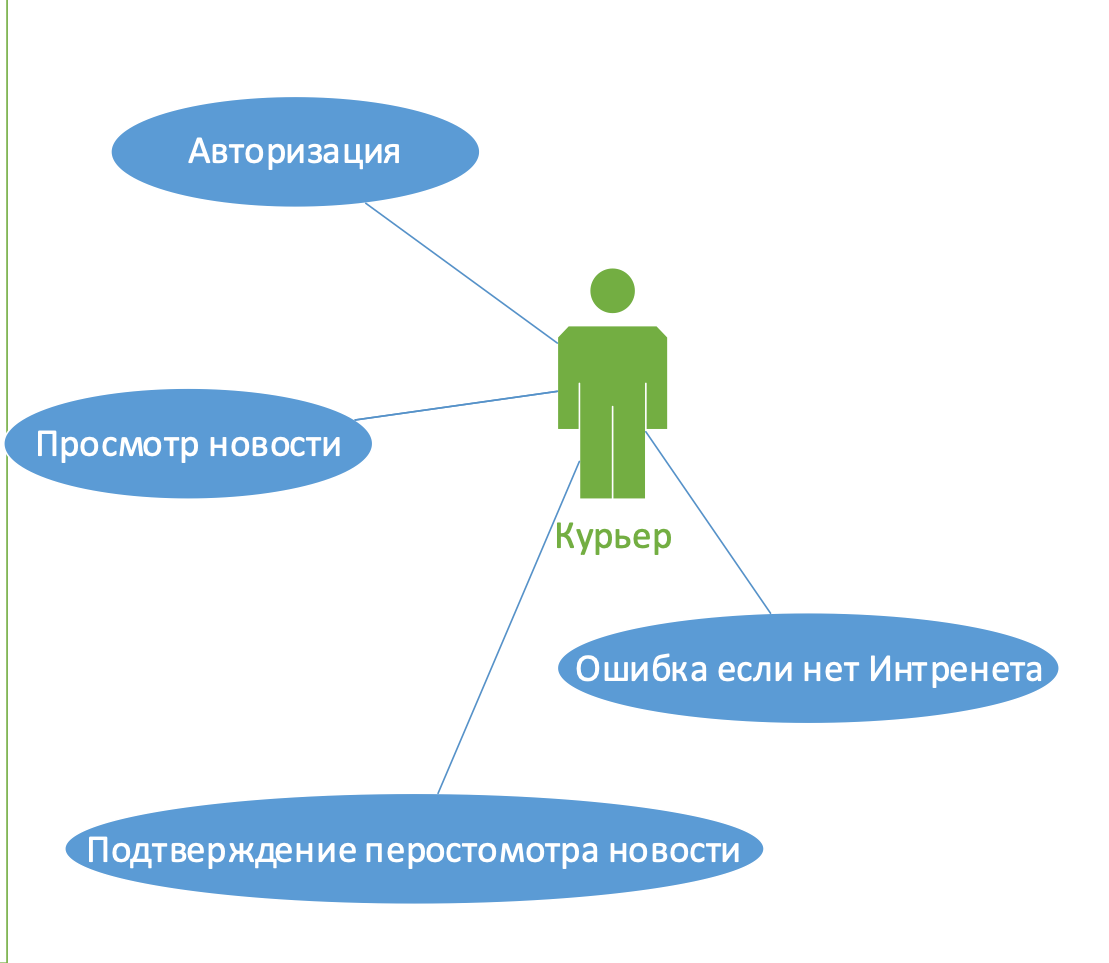 Авторизация
Просмотр новости
Курьер
Ошибка если нет Интренета
Подтверждение перостомотра новости